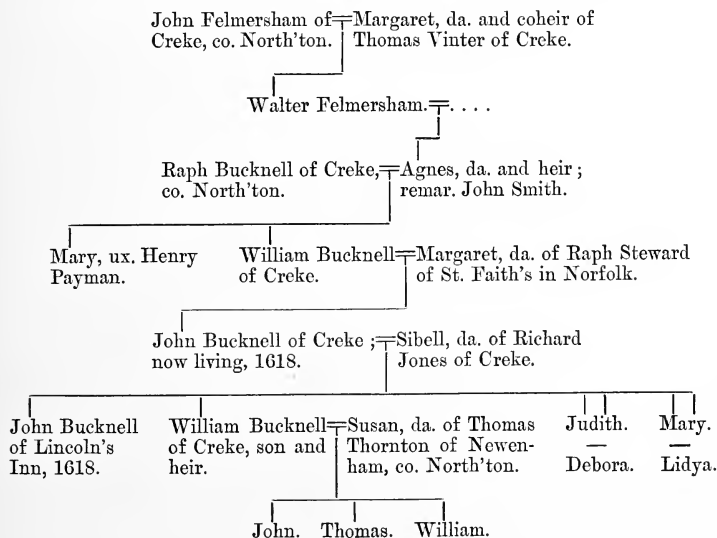 John Felmersham of Creke, co. North'ton.
Margaret, da. and coheir of Thomas Vinter of Creke.
Walter Felmersham. . . . .
Raph Bucknell of Creke, co. North'ton.
Agnes, da. and heir; remar. John Smith.
Mary, ux. Henry Payman.
William Bucknell of Creke.
Margaret, da. of Raph Steward of St. Faith's in Norfolk.
John Bucknell of Creke; now living, 1618.
Sibell, da. of Richard Jones of Creke.
John Bucknell of Lincoln's Inn, 1618.
William Bucknell of Creke, son and heir.
Susan, da. of Thomas Thornton of Newen-ham, co. North'ton.
Judith.
—
Debora.
Mary.
—
Lidya.
John. Thomas. William.